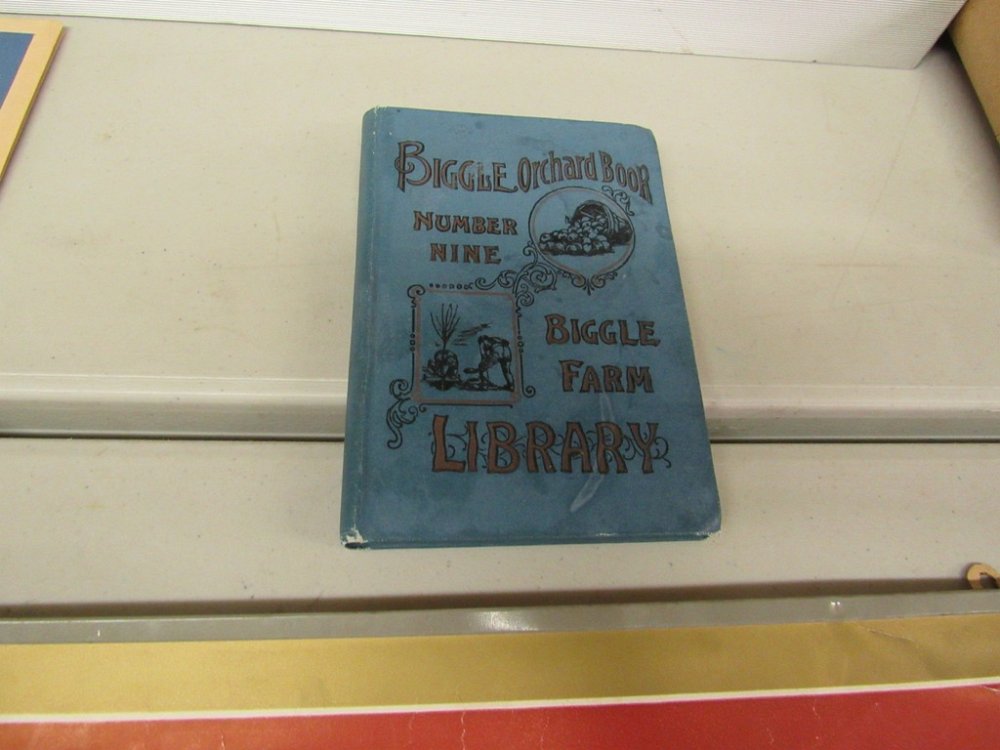 BIGGLE Orchard Book
NUMBER
NINE
BIGGLE
FARM
LIBRARY